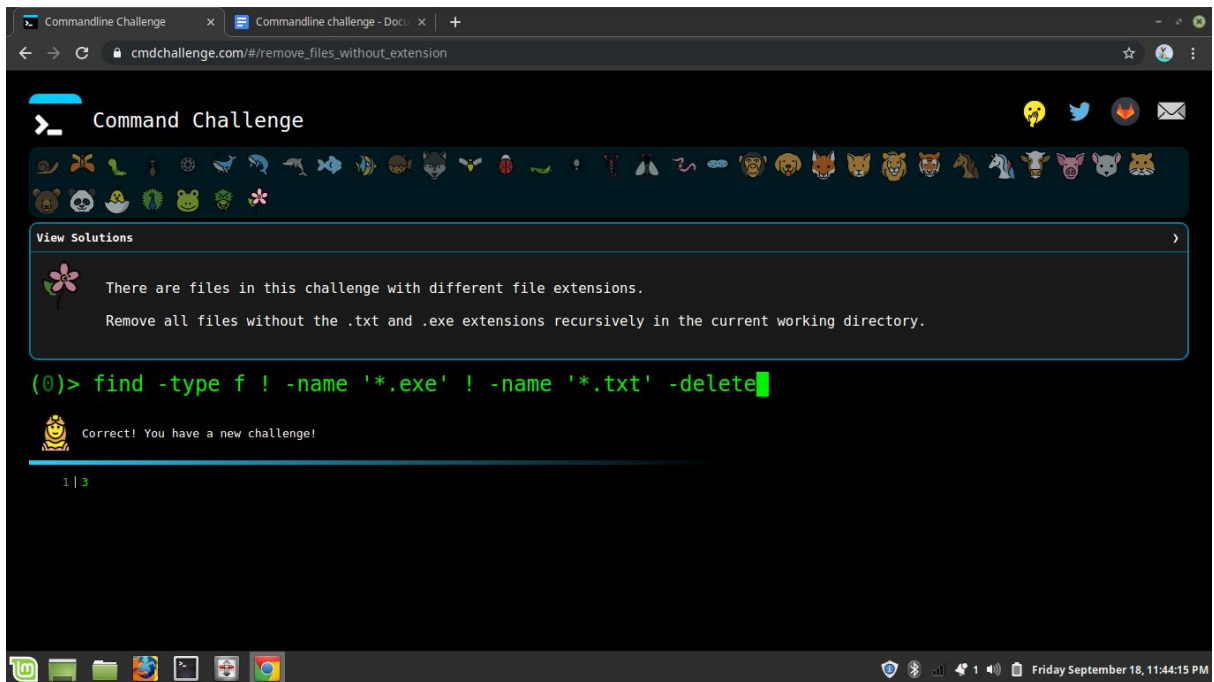 Commandline Challenge
Commandline challenge - Docu
cmdchallenge.com/#/remove_files_without_extension
>_ Command Challenge
View Solutions
There are files in this challenge with different file extensions.
Remove all files without the .txt and .exe extensions recursively in the current working directory.
(0)> find -type f ! -name '*.exe' ! -name '*.txt' -delete
Correct! You have a new challenge!
1|3
1 Friday September 18, 11:44:15 PM